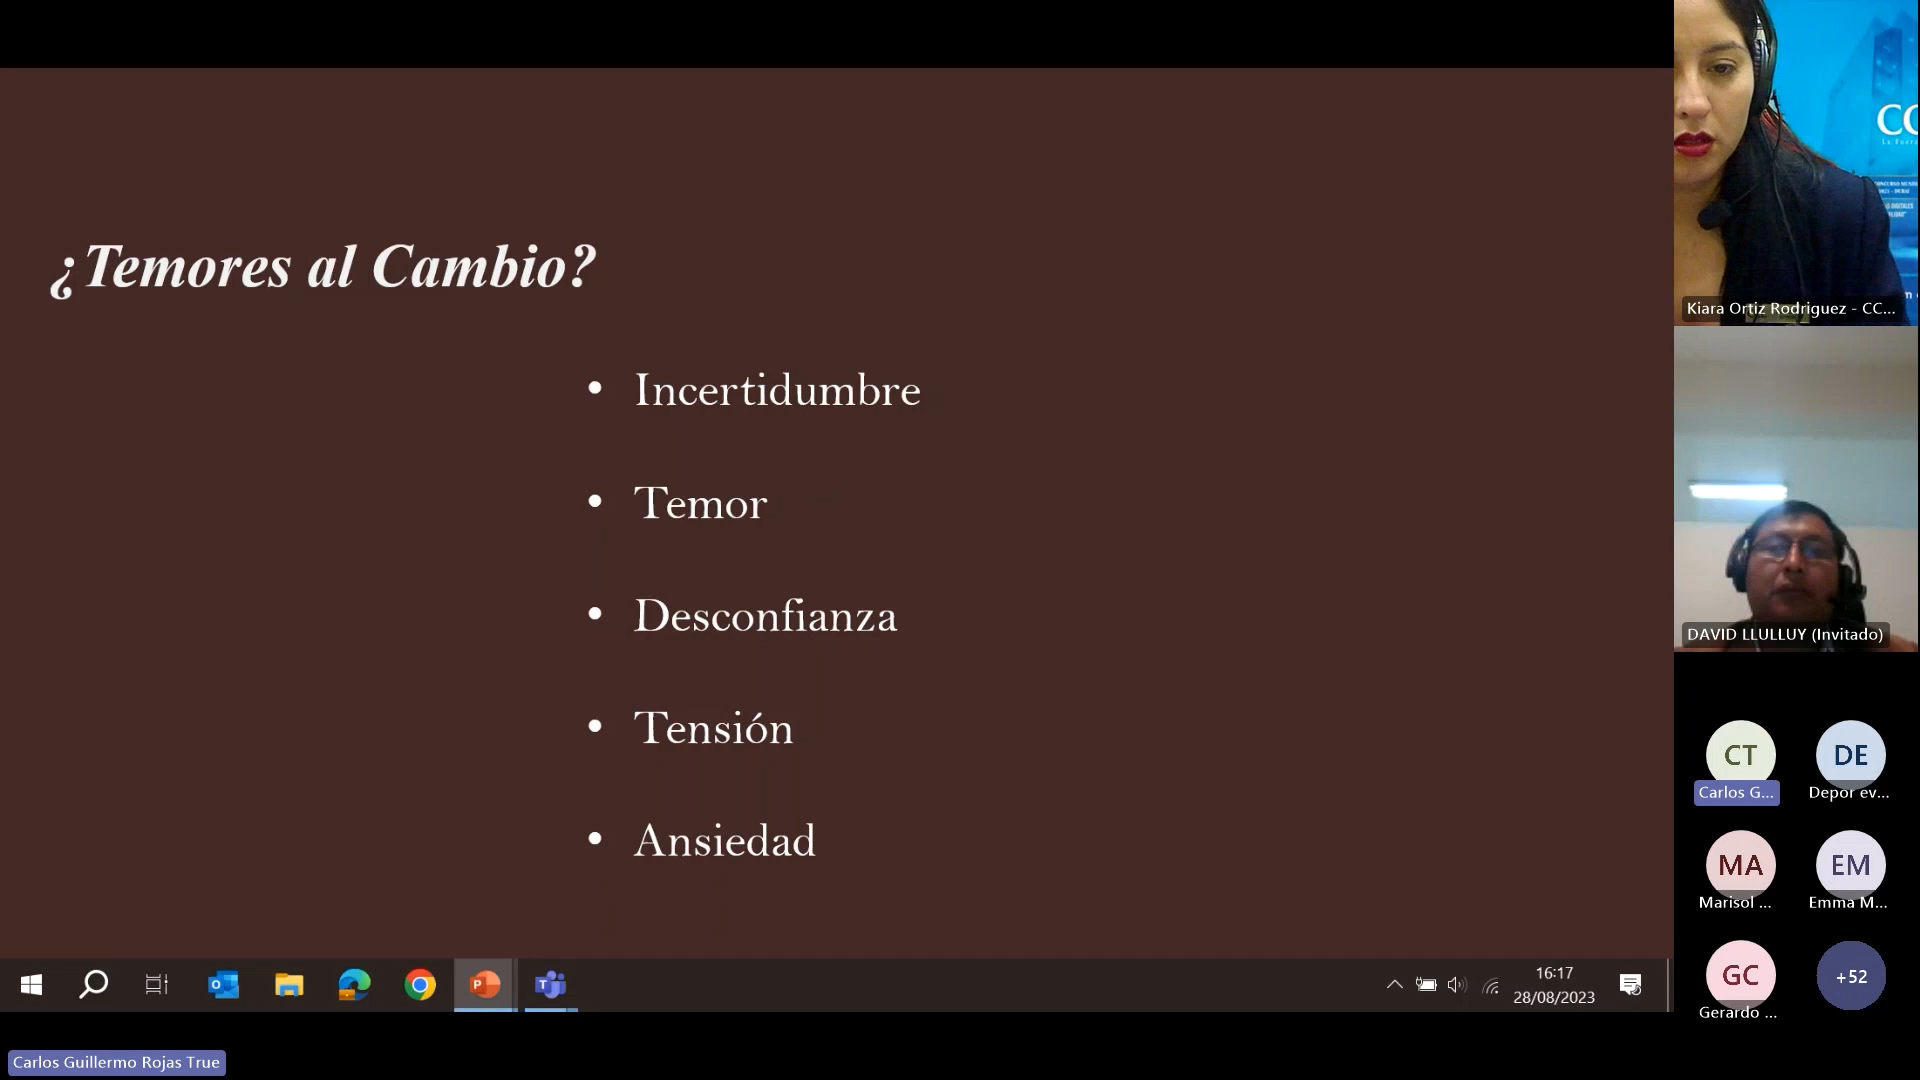 ¿Temores al Cambio?
• Incertidumbre
• Temor
• Desconfianza
• Tensión
• Ansiedad
16:17
28/08/2023
Carlos Guillermo Rojas True
CC
Kiara Ortiz Rodriguez - CC...
DAVID LLULLUY (Invitado)
CT
Carlos G...
DE
Depor ev...
MA
Marisol ...
EM
Emma M...
GC
Gerardo ...
+52